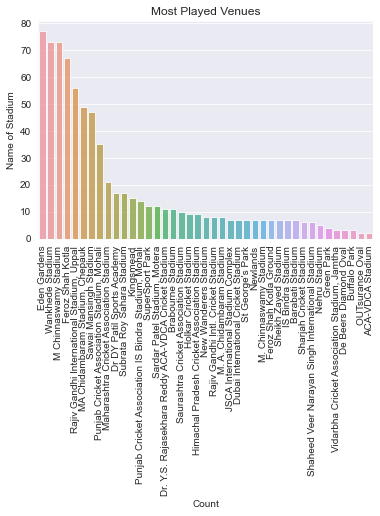 Most Played Venues
Name of Stadium
80
70
60
50
40
30
20
10
0
Eden Gardens
Wankhede Stadium
M Chinnaswamy Stadium
Feroz Shah Kotla
Rajiv Gandhi International Stadium, Uppal
MA Chidambaram Stadium, Chepauk
Sawai Mansingh Stadium
Punjab Cricket Association Stadium, Mohali
Maharashtra Cricket Association Stadium
Dr DY Patil Sports Academy
Subrata Roy Sahara Stadium
Kingsmead
Punjab Cricket Association IS Bindra Stadium, Mohali
SuperSport Park
Sardar Patel Stadium, Motera
Dr. Y.S. Rajasekhara Reddy ACA-VDCA Cricket Stadium
Brabourne Stadium
Saurashtra Cricket Association Stadium
Holkar Cricket Stadium
Himachal Pradesh Cricket Association Stadium
New Wanderers Stadium
Rajiv Gandhi Intl. Cricket Stadium
M. A. Chidambaram Stadium
JSCA International Stadium Complex
Dubai International Cricket Stadium
St George's Park
Newlands
M. Chinnaswamy Stadium
Feroz Shah Kotla Ground
Sheikh Zayed Stadium
IS Bindra Stadium
Barabati Stadium
Sharjah Cricket Stadium
Shaheed Veer Narayan Singh International Stadium
Nehru Stadium
Green Park
Vidarbha Cricket Association Stadium, Jamtha
De Beers Diamond Oval
Buffalo Park
OUTsurance Oval
ACA-VDCA Stadium
Count